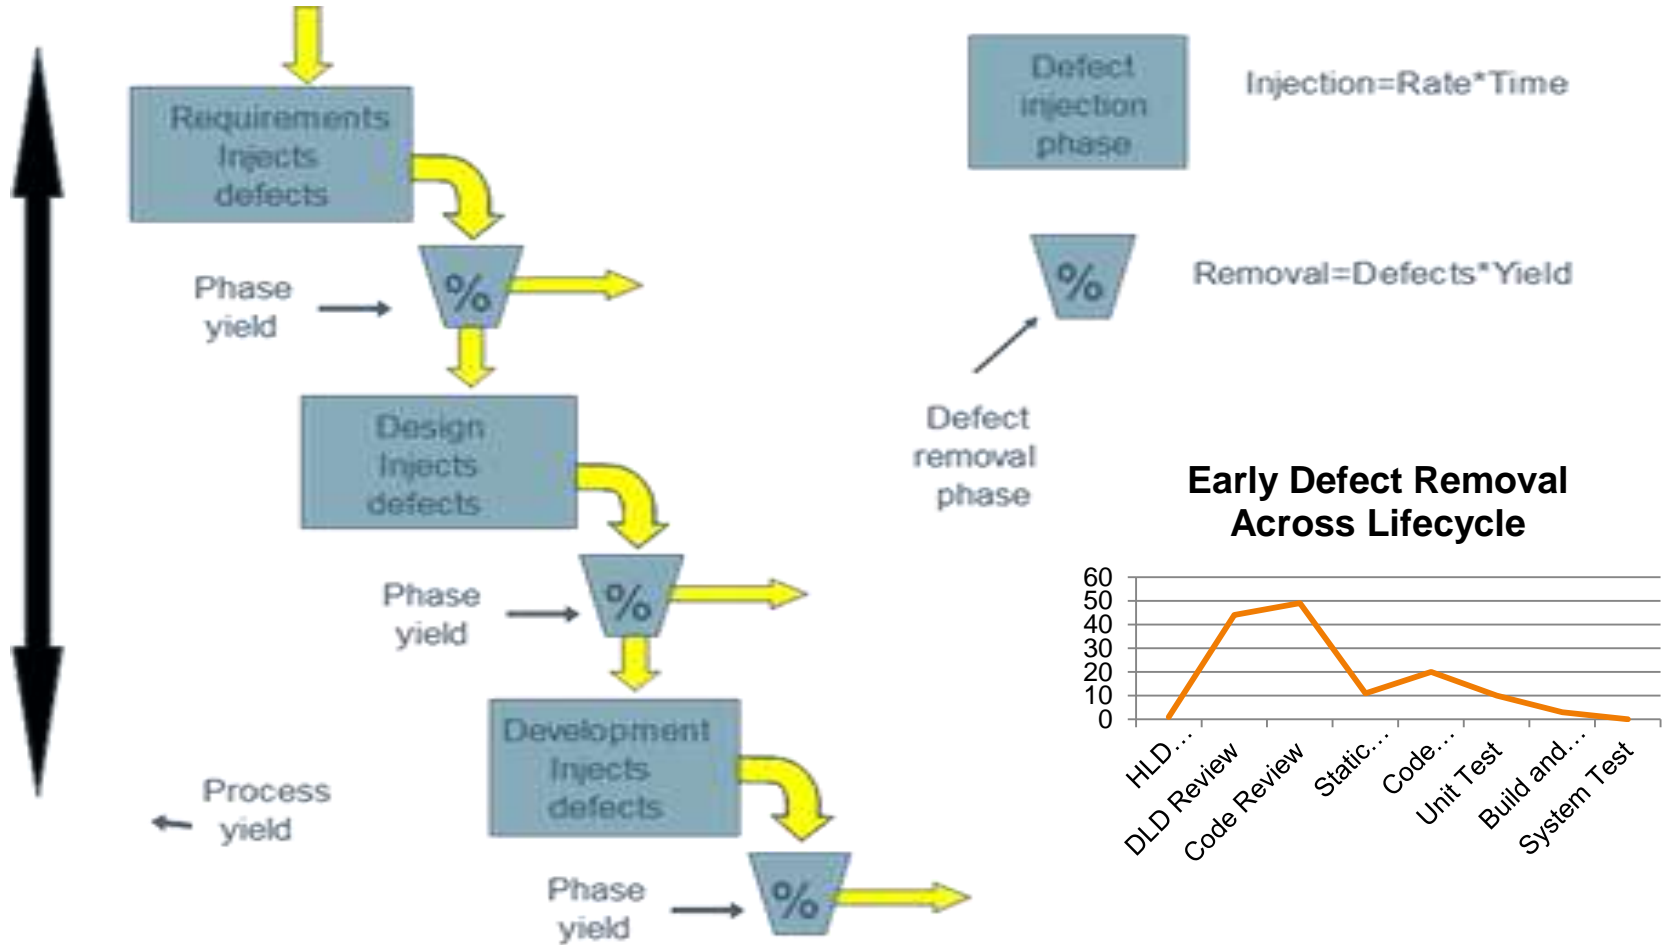 Requirements
Injects
defects
%
Phase
yield
Design
Injects
defects
%
Phase
yield
Development
Injects
defects
%
Phase
yield
Process
yield
Defect
injection
phase
Injection=Rate*Time
%
Removal=Defects*Yield
Defect
removal
phase
Early Defect Removal
Across Lifecycle
60
50
40
30
20
10
0
HLD...
DLD Review
Code Review
Static...
Code...
Unit Test
Build and...
System Test